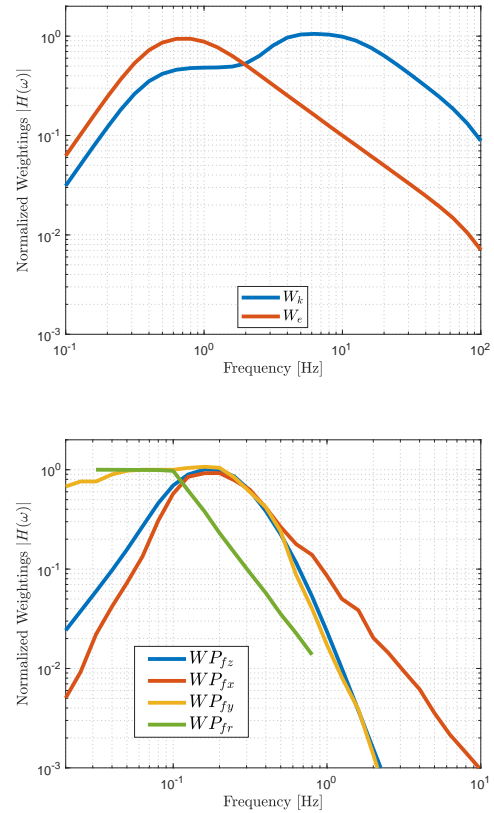 Normalized Weightings |H(ω)|
10^0
10^-1
10^-2
10^-3
W_k
W_e
10^-1 10^0 10^1 10^2
Frequency [Hz]
Normalized Weightings |H(ω)|
10^0
10^-1
10^-2
10^-3
WP_fz
WP_fx
WP_fy
WP_fr
10^-1 10^0 10^1
Frequency [Hz]